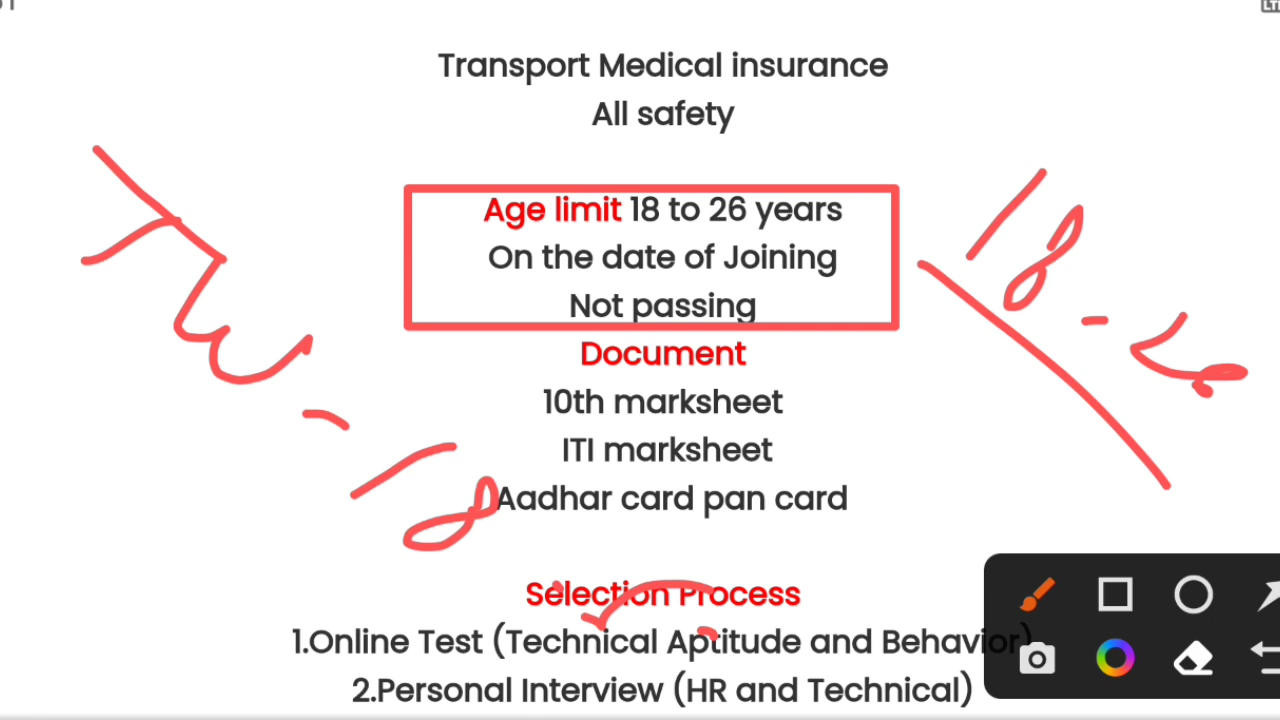 Transport Medical insurance
All safety
Age limit 18 to 26 years
On the date of Joining
Not passing
Document
10th marksheet
ITI marksheet
Aadhar card pan card
Selection Process
1.Online Test (Technical Aptitude and Behavior)
2.Personal Interview (HR and Technical)
18 -
- 18